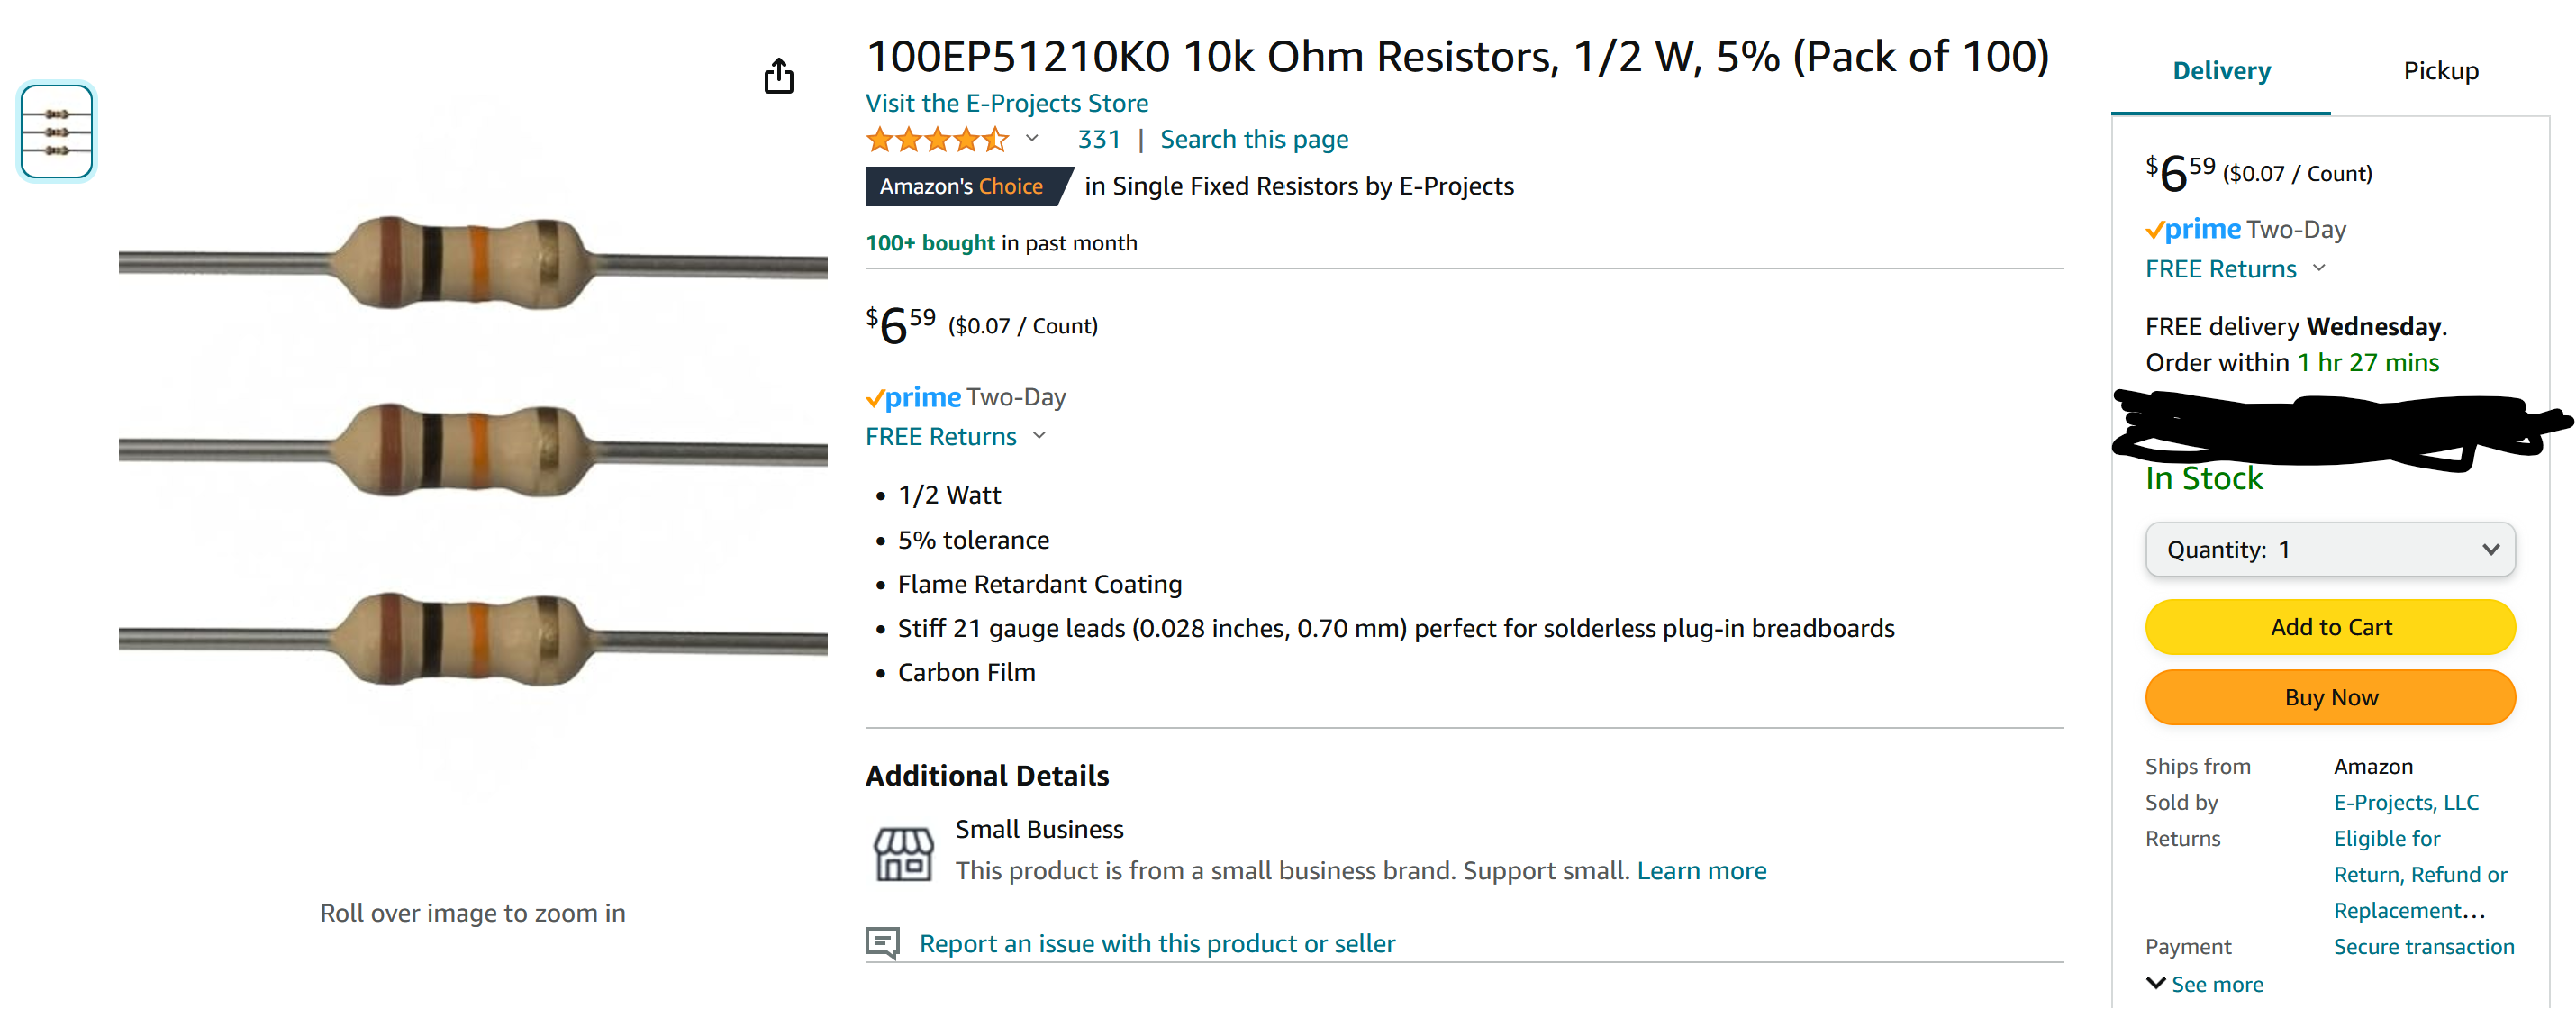 100EP51210K0 10k Ohm Resistors, 1/2 W, 5% (Pack of 100)
Visit the E-Projects Store
331 | Search this page
Amazon's Choice in Single Fixed Resistors by E-Projects
100+ bought in past month
$6 59 ($0.07 / Count)
prime Two-Day
FREE Returns
• 1/2 Watt
• 5% tolerance
• Flame Retardant Coating
• Stiff 21 gauge leads (0.028 inches, 0.70 mm) perfect for solderless plug-in breadboards
• Carbon Film
Additional Details
Small Business
This product is from a small business brand. Support small. Learn more
Report an issue with this product or seller
Roll over image to zoom in
Delivery Pickup
$6 59 ($0.07 / Count)
prime Two-Day
FREE Returns
FREE delivery Wednesday.
Order within 1 hr 27 mins
In Stock
Quantity: 1
Add to Cart
Buy Now
Ships from Amazon
Sold by E-Projects, LLC
Returns Eligible for
Return, Refund or
Replacement...
Payment Secure transaction
See more